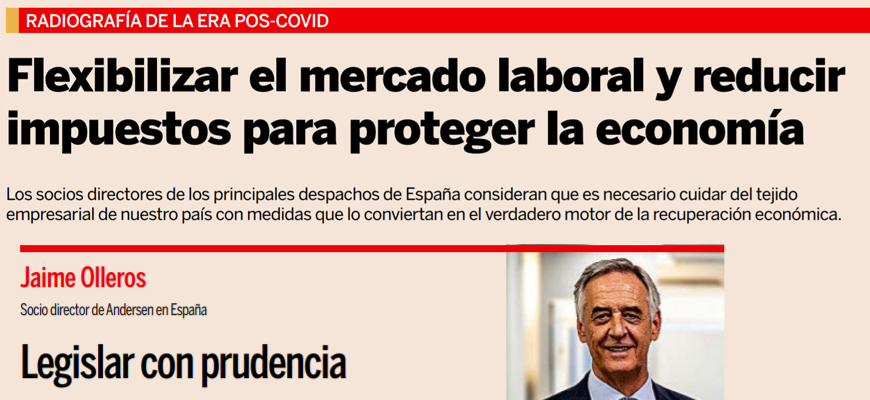 RADIOGRAFÍA DE LA ERA POS-COVID
Flexibilizar el mercado laboral y reducir
impuestos para proteger la economía
Los socios directores de los principales despachos de España consideran que es necesario cuidar del tejido
empresarial de nuestro país con medidas que lo conviertan en el verdadero motor de la recuperación económica.
Jaime Olleros
Socio director de Andersen en España
Legislar con prudencia